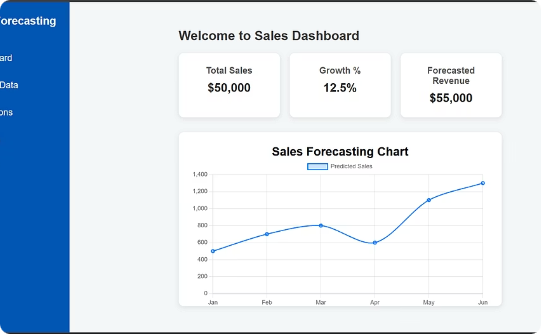 orecasting
ard
Data
ons
Welcome to Sales Dashboard
Total Sales
$50,000
Growth %
12.5%
Forecasted
Revenue
$55,000
Sales Forecasting Chart
Predicted Sales
1,400
1,200
1,000
800
600
400
200
0
Jan Feb Mar Apr May Jun